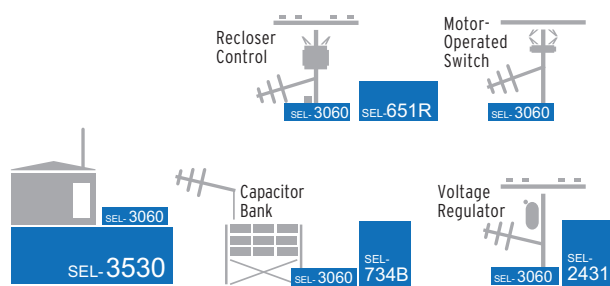 Recloser
Control
SEL-3060
SEL-651R
Motor-
Operated
Switch
SEL-3060
SEL-3060
SEL-3530
Capacitor
Bank
SEL-3060
SEL-
734B
Voltage
Regulator
SEL-3060
SEL-
2431